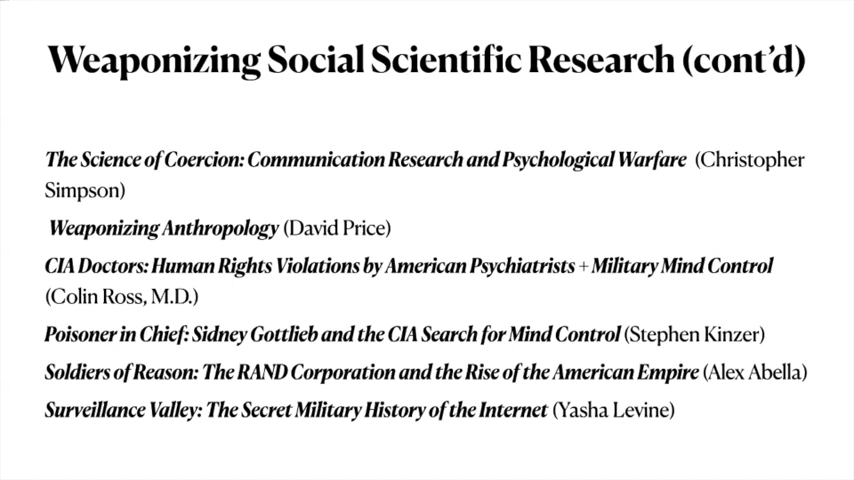 Weaponizing Social Scientific Research (cont’d)
The Science of Coercion: Communication Research and Psychological Warfare (Christopher
Simpson)
Weaponizing Anthropology (David Price)
CIA Doctors: Human Rights Violations by American Psychiatrists + Military Mind Control
(Colin Ross, M.D.)
Poisoner in Chief: Sidney Gottlieb and the CIA Search for Mind Control (Stephen Kinzer)
Soldiers of Reason: The RAND Corporation and the Rise of the American Empire (Alex Abella)
Surveillance Valley: The Secret Military History of the Internet (Yasha Levine)